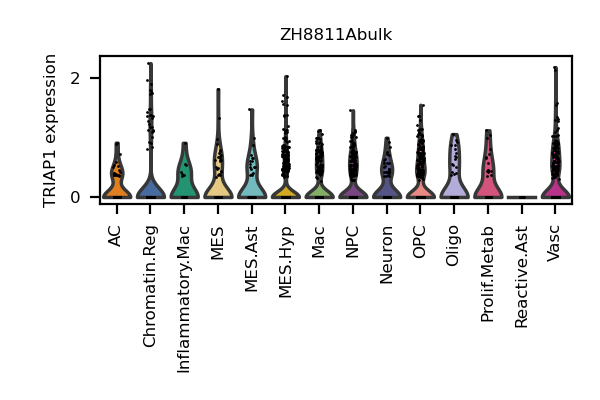 ZH8811Abulk
TRIAP1 expression
2
0
AC
Chromatin.Reg
Inflammatory.Mac
MES
MES.Ast
MES.Hyp
Mac
NPC
Neuron
OPC
Oligo
Prolif.Metab
Reactive.Ast
Vasc